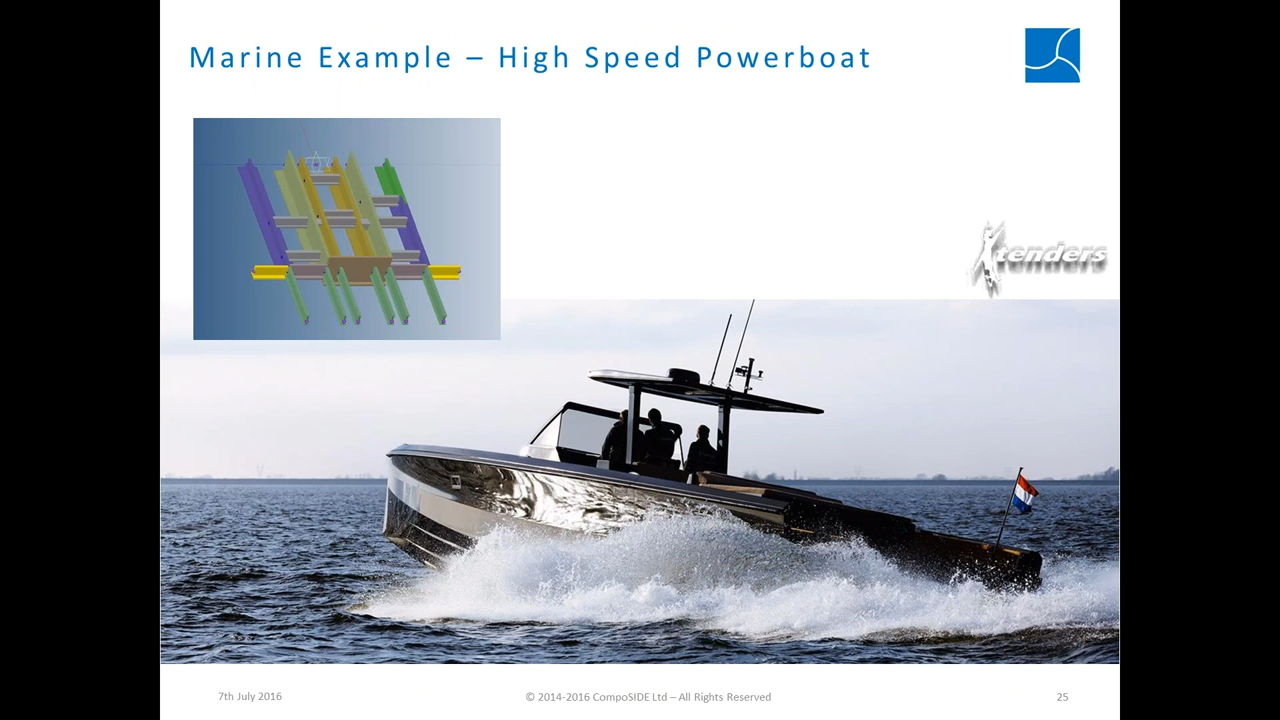 Marine Example – High Speed Powerboat
tenders
7th July 2016
© 2014-2016 CompoSIDE Ltd – All Rights Reserved
25